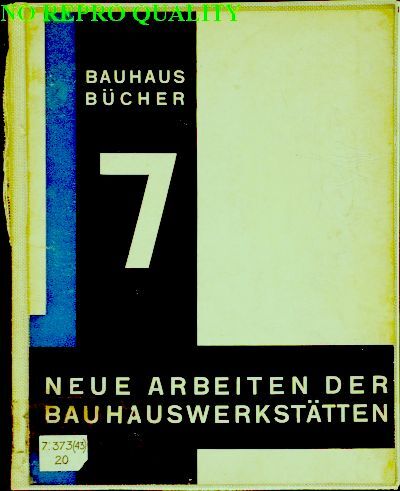 NO REPRO QUALITY
BAUHAUS
BÜCHER
7
NEUE ARBEITEN DER
BAUHAUSWERKSTÄTTEN
7:373(43)
20